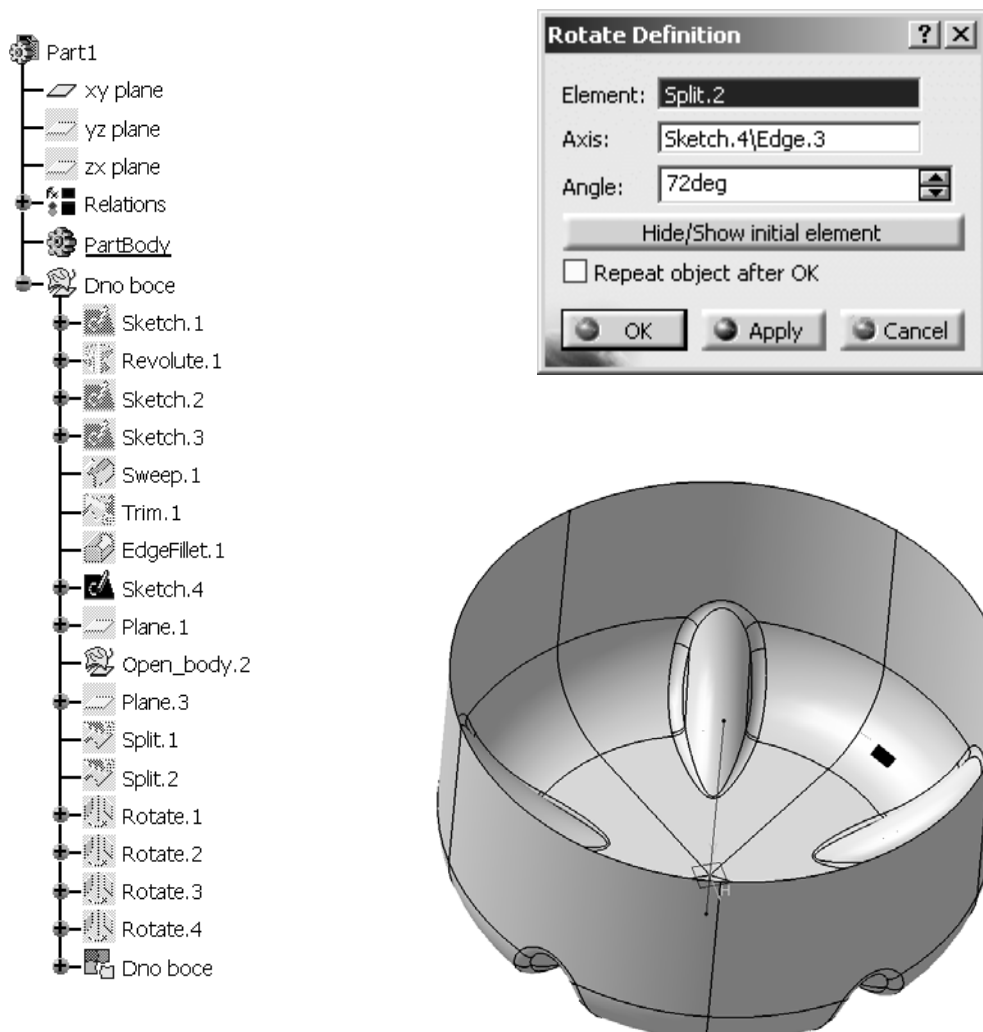 Part1
xy plane
yz plane
zx plane
Relations
PartBody
Dno boce
Sketch.1
Revolute.1
Sketch.2
Sketch.3
Sweep.1
Trim.1
EdgeFillet.1
Sketch.4
Plane.1
Open_body.2
Plane.3
Split.1
Split.2
Rotate.1
Rotate.2
Rotate.3
Rotate.4
Dno boce
Rotate Definition
Element: Split.2
Axis: Sketch.4\Edge.3
Angle: 72deg
Hide/Show initial element
Repeat object after OK
OK Apply Cancel
H